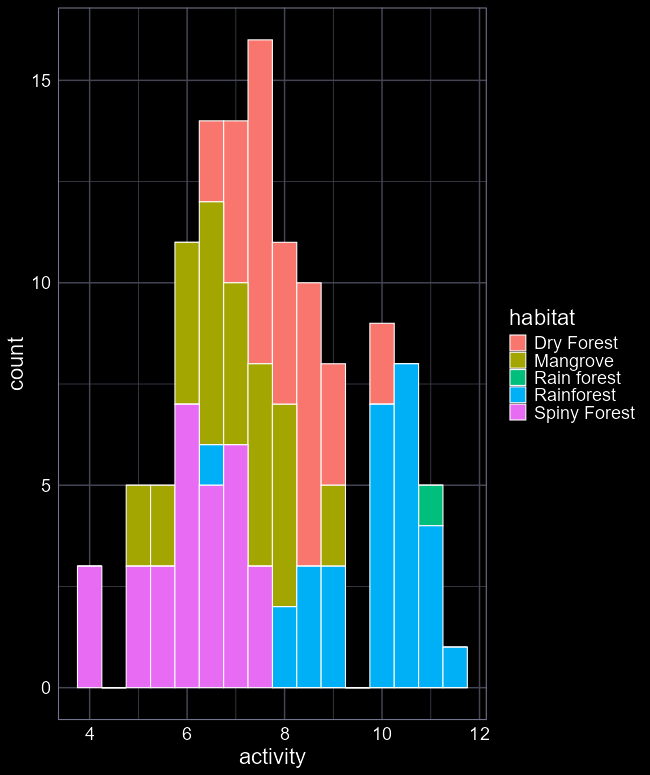 15
10
5
0
count
4
6
8
10
12
activity
habitat
Dry Forest
Mangrove
Rain forest
Rainforest
Spiny Forest